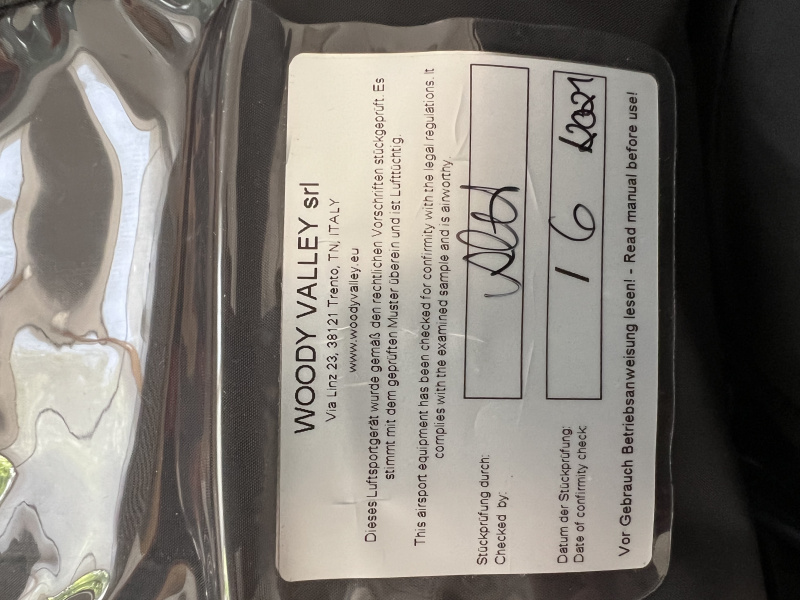 WOODY VALLEY srl
Via Linz 23, 38121 Trento, TN, ITALY
www.woodyvalley.eu
Dieses Luftsportgerät wurde gemäß den rechtlichen Vorschriften stückgeprüft. Es
stimmt mit dem geprüften Muster überein und ist Lufttüchtig.
This airsport equipment has been checked for confirmity with the legal regulations. It
complies with the examined sample and is airworthy.
Stückprüfung durch:
Checked by:
Datum der Stückprüfung: 1 6 2021
Date of confirmity check:
Vor Gebrauch Betriebsanweisung lesen! - Read manual before use!